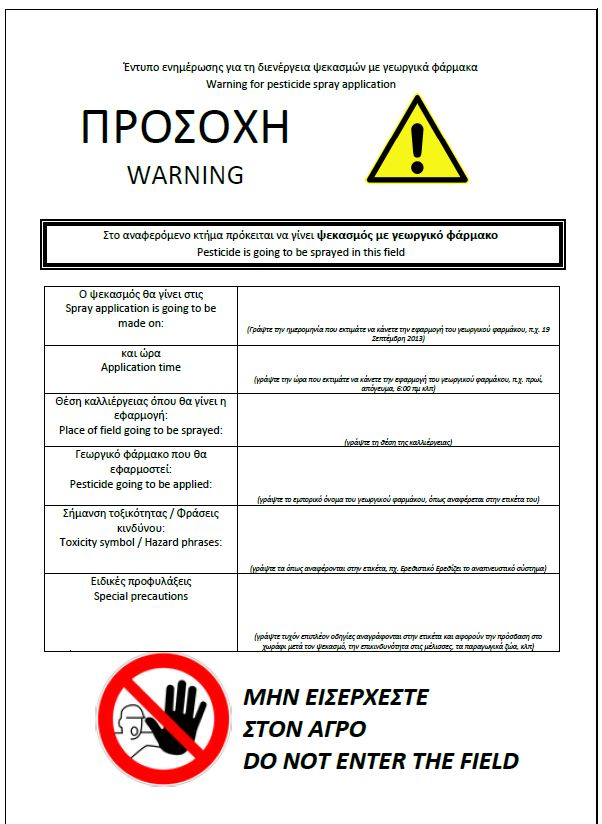 Έντυπο ενημέρωσης για τη διενέργεια ψεκασμών με γεωργικά φάρμακα
Warning for pesticide spray application
ΠΡΟΣΟΧΗ
WARNING
Στο αναφερόμενο κτήμα πρόκειται να γίνει ψεκασμός με γεωργικό φάρμακο
Pesticide is going to be sprayed in this field
Ο ψεκασμός θα γίνει στις
Spray application is going to be
made on:
(Γράψτε την ημερομηνία που εκτιμάτε να κάνετε την εφαρμογή του γεωργικού φαρμάκου, π.χ. 19
Σεπτέμβρη 2013)
και ώρα
Application time
(γράψτε την ώρα που εκτιμάτε να κάνετε την εφαρμογή του γεωργικού φαρμάκου, π.χ. πρωί,
απόγευμα, 6:00 πμ κλπ)
Θέση καλλιέργειας όπου θα γίνει η
εφαρμογή:
Place of field going to be sprayed:
(γράψτε τη θέση της καλλιέργειας)
Γεωργικό φάρμακο που θα
εφαρμοστεί:
Pesticide going to be applied:
(γράψτε το εμπορικό όνομα του γεωργικού φαρμάκου, όπως αναφέρεται στην ετικέτα του)
Σήμανση τοξικότητας / Φράσεις
κινδύνου:
Toxicity symbol / Hazard phrases:
(γράψτε τα όπως αναφέρονται στην ετικέτα, πχ. Ερεθιστικό Ερεθίζει το αναπνευστικό σύστημα)
Ειδικές προφυλάξεις
Special precautions
(γράψτε τυχόν επιπλέον οδηγίες αναγράφονται στην ετικέτα και αφορούν την πρόσβαση στο
χωράφι μετά τον ψεκασμό, την επικινδυνότητα στις μέλισσες, τα παραγωγικά ζώα, κλπ)
ΜΗΝ ΕΙΣΕΡΧΕΣΤΕ
ΣΤΟΝ ΑΓΡΟ
DO NOT ENTER THE FIELD